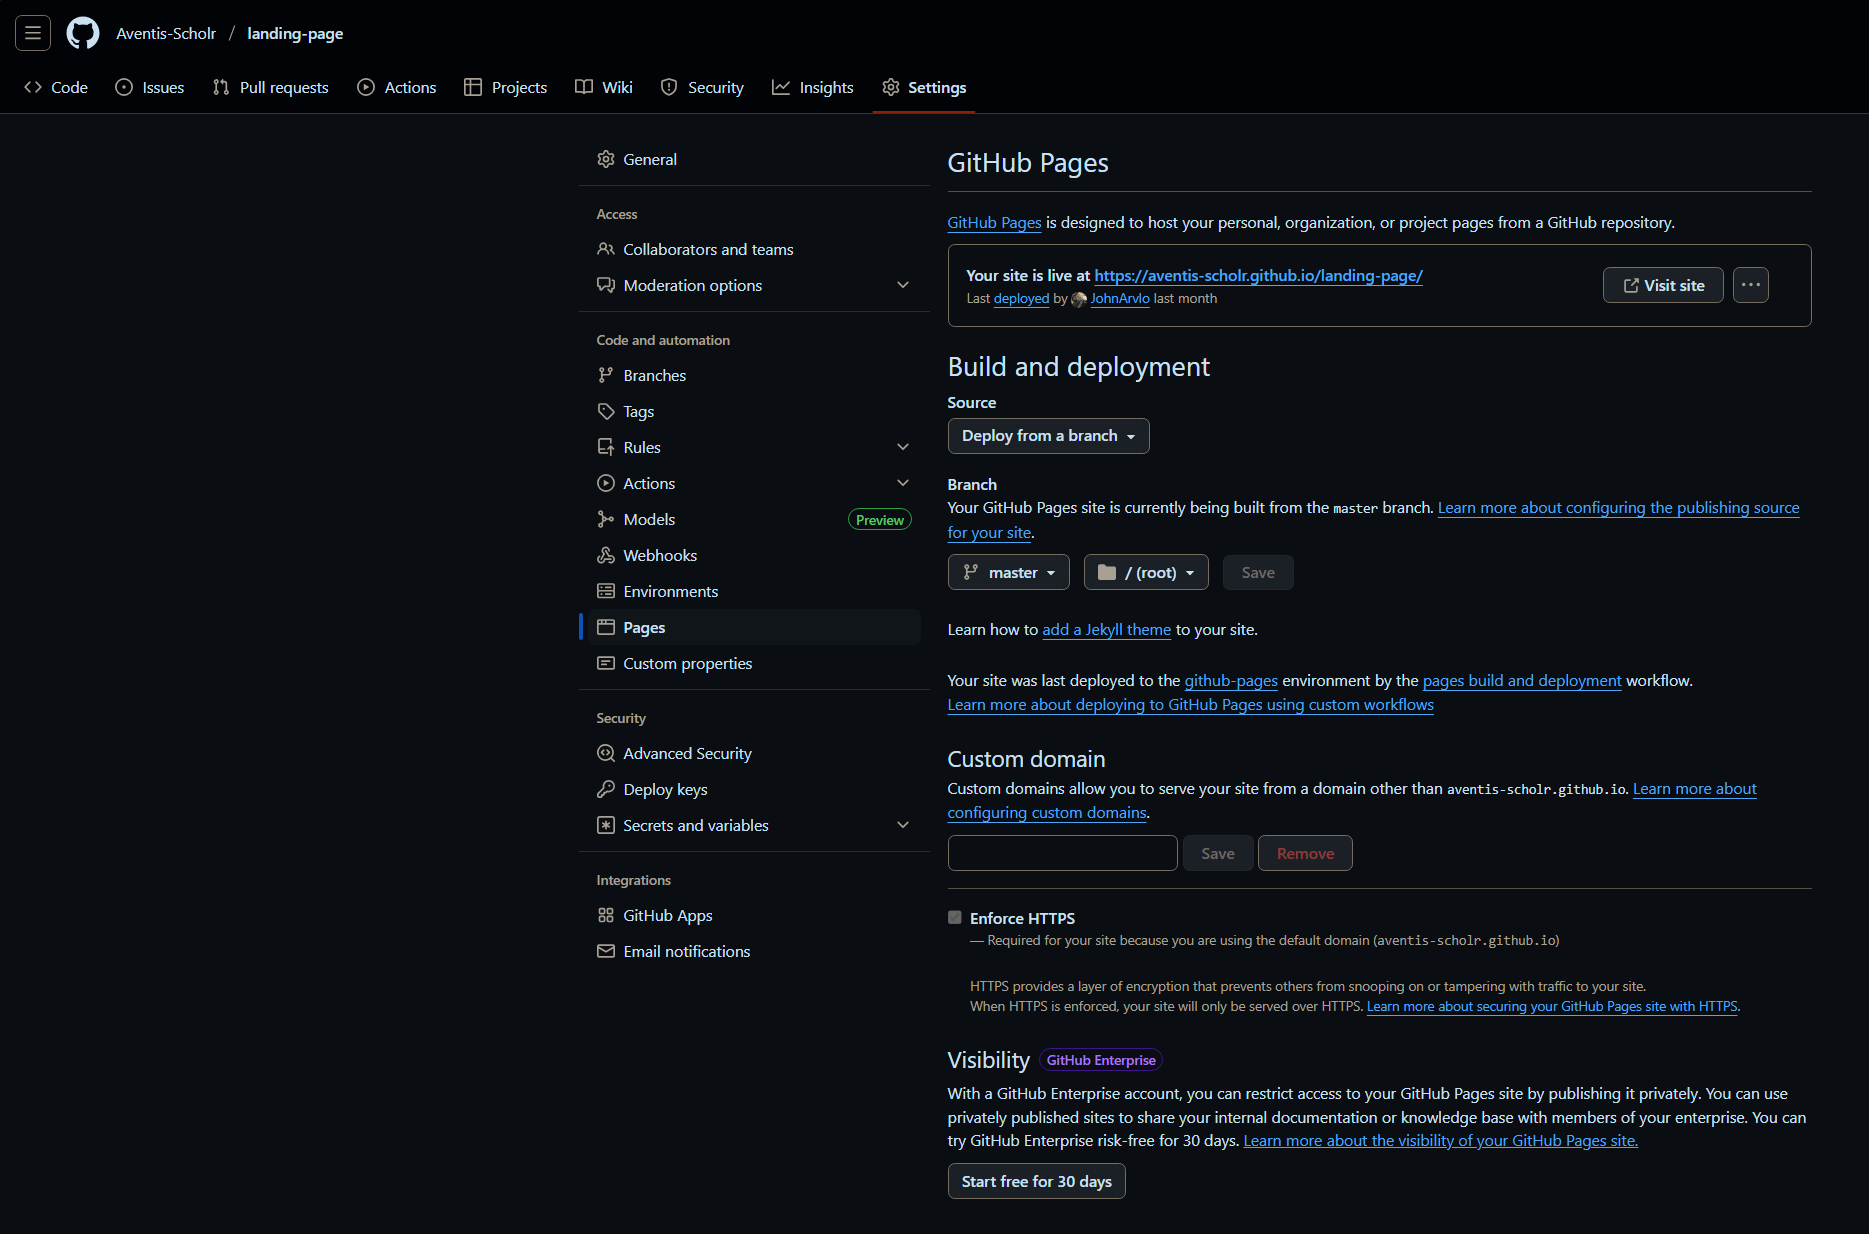 Aventis-Scholr / landing-page
Code Issues Pull requests Actions Projects Wiki Security Insights Settings
General
Access
Collaborators and teams
Moderation options
Code and automation
Branches
Tags
Rules
Actions
Models Preview
Webhooks
Environments
Pages
Custom properties
Security
Advanced Security
Deploy keys
Secrets and variables
Integrations
GitHub Apps
Email notifications
GitHub Pages
GitHub Pages is designed to host your personal, organization, or project pages from a GitHub repository.
Your site is live at https://aventis-scholr.github.io/landing-page/
Last deployed by JohnArvlo last month
Visit site
Build and deployment
Source
Deploy from a branch
Branch
Your GitHub Pages site is currently being built from the master branch. Learn more about configuring the publishing source
for your site.
master / (root) Save
Learn how to add a Jekyll theme to your site.
Your site was last deployed to the github-pages environment by the pages build and deployment workflow.
Learn more about deploying to GitHub Pages using custom workflows
Custom domain
Custom domains allow you to serve your site from a domain other than aventis-scholr.github.io. Learn more about
configuring custom domains.
Save Remove
Enforce HTTPS
— Required for your site because you are using the default domain (aventis-scholr.github.io)
HTTPS provides a layer of encryption that prevents others from snooping on or tampering with traffic to your site.
When HTTPS is enforced, your site will only be served over HTTPS. Learn more about securing your GitHub Pages site with HTTPS.
Visibility GitHub Enterprise
With a GitHub Enterprise account, you can restrict access to your GitHub Pages site by publishing it privately. You can use
privately published sites to share your internal documentation or knowledge base with members of your enterprise. You can
try GitHub Enterprise risk-free for 30 days. Learn more about the visibility of your GitHub Pages site.
Start free for 30 days